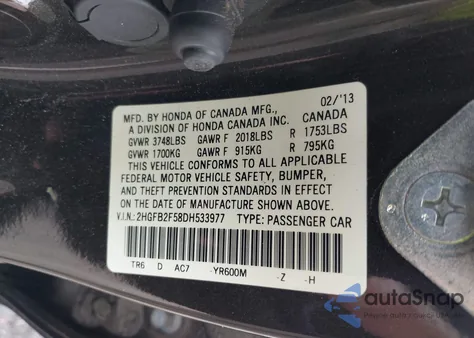 MFD. BY HONDA OF CANADA MFG., 02/'13
A DIVISION OF HONDA CANADA INC. CANADA
GVWR 3748LBS GAWR F 2018LBS R 1753LBS
GVWR 1700KG GAWR F 915KG R 795KG
THIS VEHICLE CONFORMS TO ALL APPLICABLE
FEDERAL MOTOR VEHICLE SAFETY, BUMPER,
AND THEFT PREVENTION STANDARDS IN EFFECT
ON THE DATE OF MANUFACTURE SHOWN ABOVE.
V.I.N.: 2HGFB2F58DH533977 TYPE: PASSENGER CAR
TR6 D AC7 -YR600M -Z -H
autoSnap